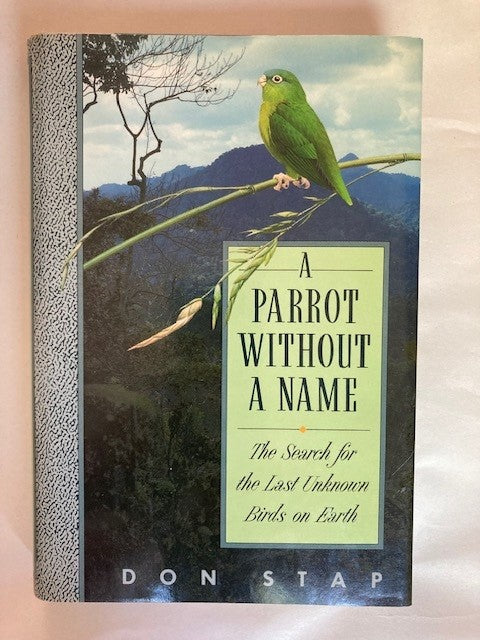 A
PARROT
WITHOUT
A NAME
The Search for
the Last Unknown
Birds on Earth
DON STAP